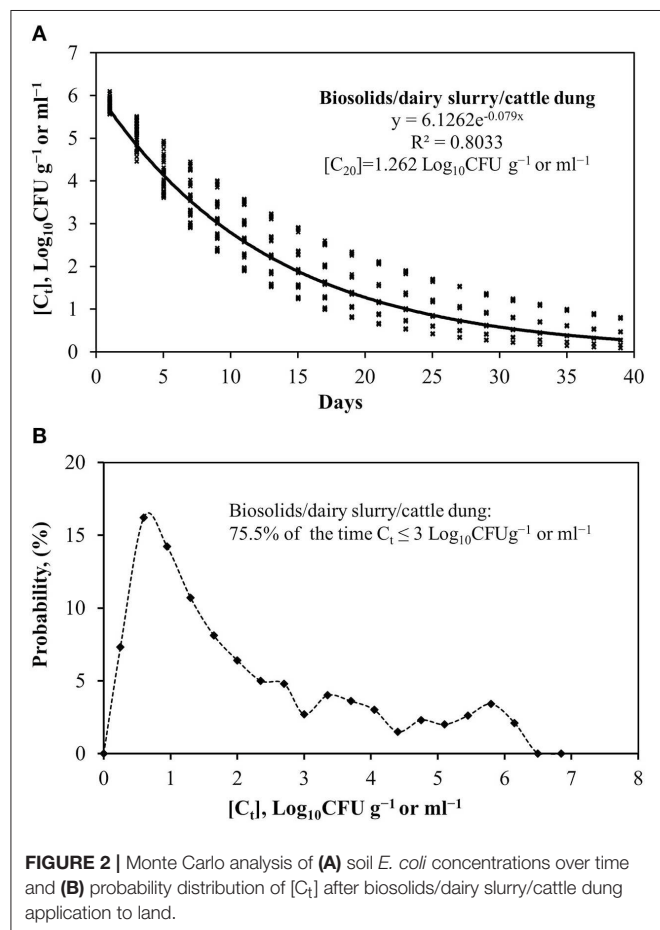 A
[Cₜ], Log₁₀CFU g⁻¹ or ml⁻¹
7
6
5
4
3
2
1
0
Biosolids/dairy slurry/cattle dung
y = 6.1262e⁻⁰·⁰⁷⁹ˣ
R² = 0.8033
[C₂₀]=1.262 Log₁₀CFU g⁻¹ or ml⁻¹
0 5 10 15 20 25 30 35 40
Days
B
Probability, (%)
20
15
10
5
0
Biosolids/dairy slurry/cattle dung:
75.5% of the time Cₜ ≤ 3 Log₁₀CFUg⁻¹ or ml⁻¹
0 1 2 3 4 5 6 7 8
[Cₜ], Log₁₀CFU g⁻¹ or ml⁻¹
FIGURE 2 | Monte Carlo analysis of (A) soil E. coli concentrations over time
and (B) probability distribution of [Cₜ] after biosolids/dairy slurry/cattle dung
application to land.